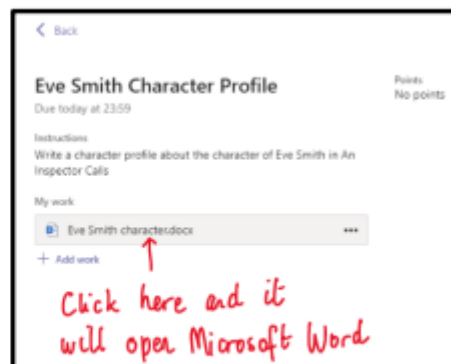 Back
Eve Smith Character Profile
Points
No points
Due today at 23:59
Instructions
Write a character profile about the character of Eve Smith in An
Inspector Calls
My work
Eve Smith character.docx
+ Add work
Click here and it
will open Microsoft Word